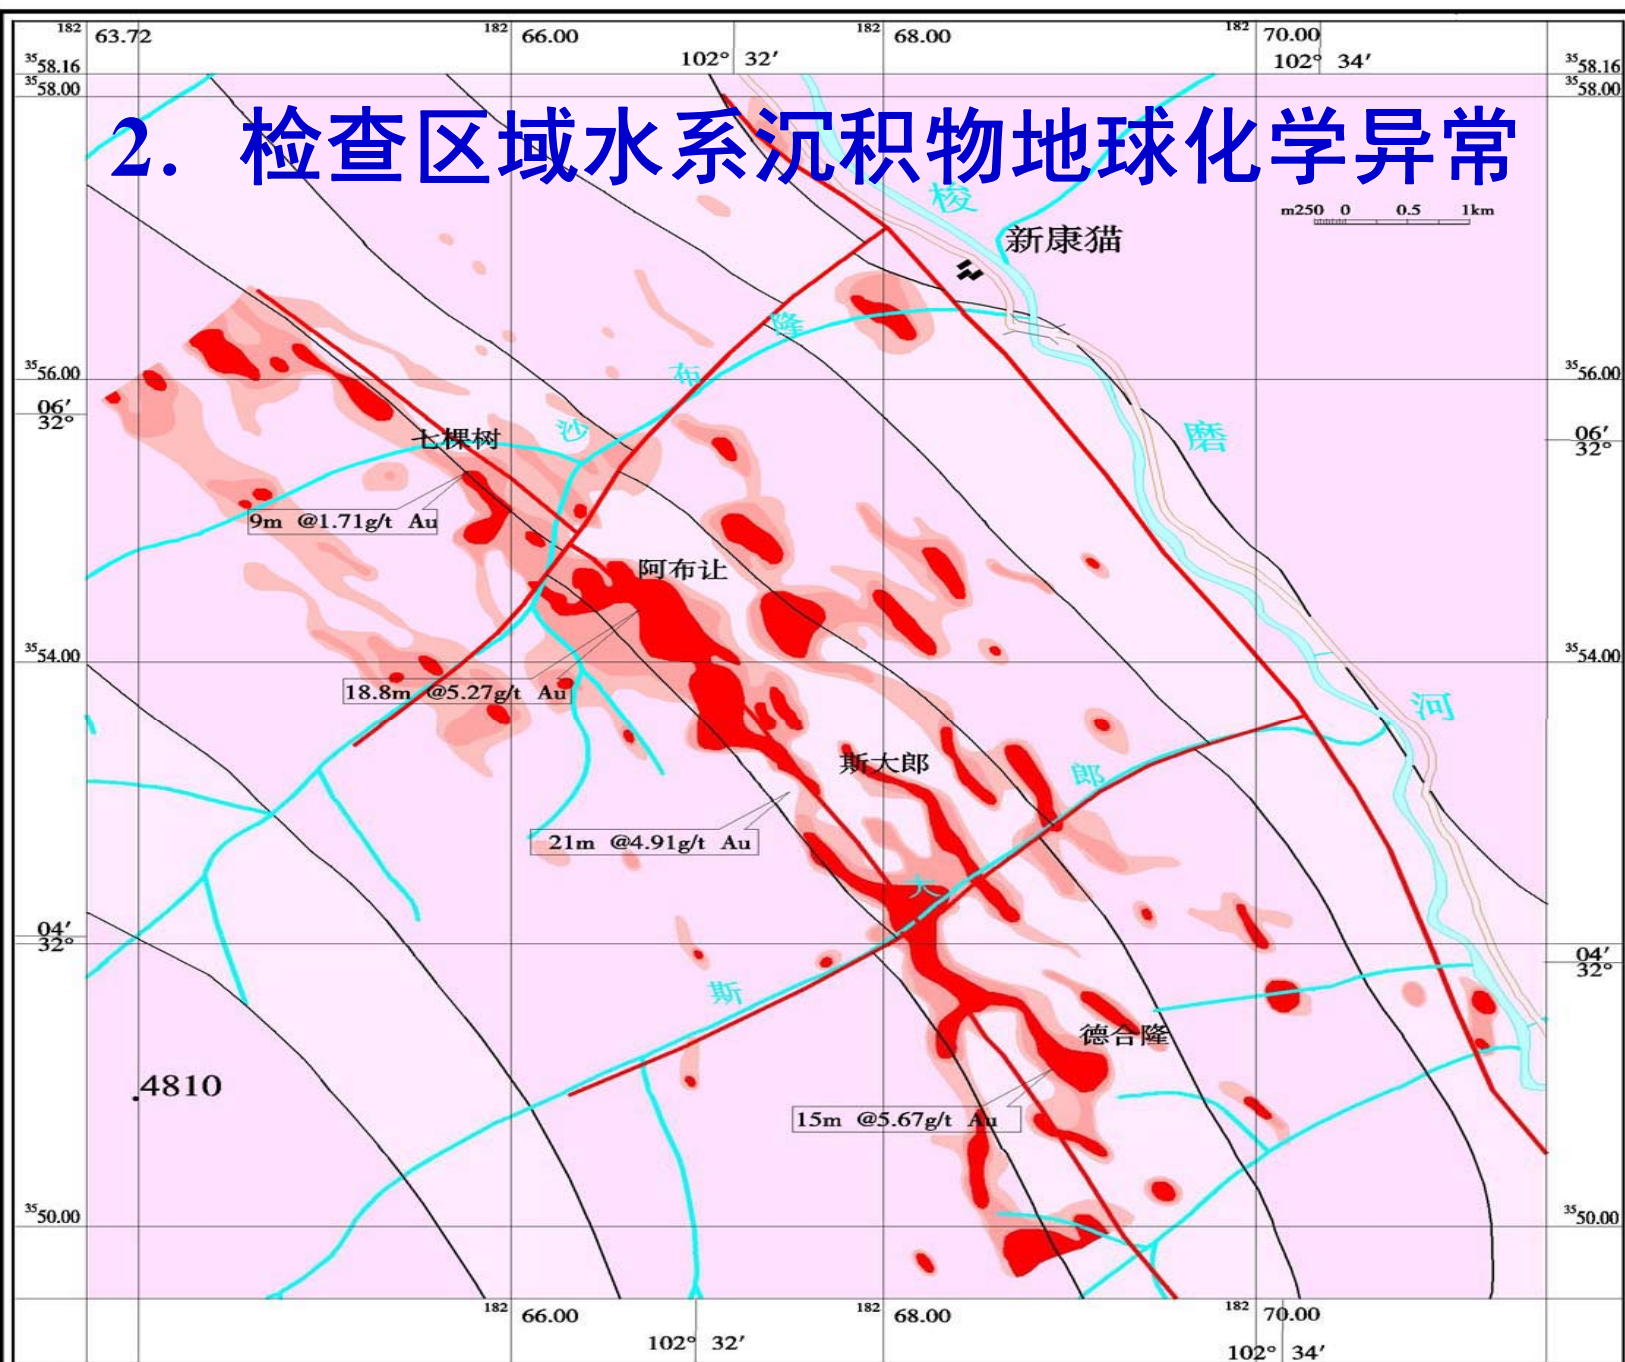 182 63.72
182 66.00
182 68.00
182 70.00
102° 32′
102° 34′
35 58.16
35 58.16
35 58.00
35 58.00
2. 检查区域水系沉积物地球化学异常
梭
m250 0 0.5 1km
新康猫
隆
布
35 56.00
35 56.00
06′
32°
沙
七棵树
磨
06′
32°
9m @1.71g/t Au
阿布让
35 54.00
35 54.00
18.8m @5.27g/t Au
河
斯大郎
郎
21m @4.91g/t Au
大
04′
32°
04′
32°
斯
德合隆
4810
15m @5.67g/t Au
35 50.00
35 50.00
182 66.00
182 68.00
182 70.00
102° 32′
102° 34′